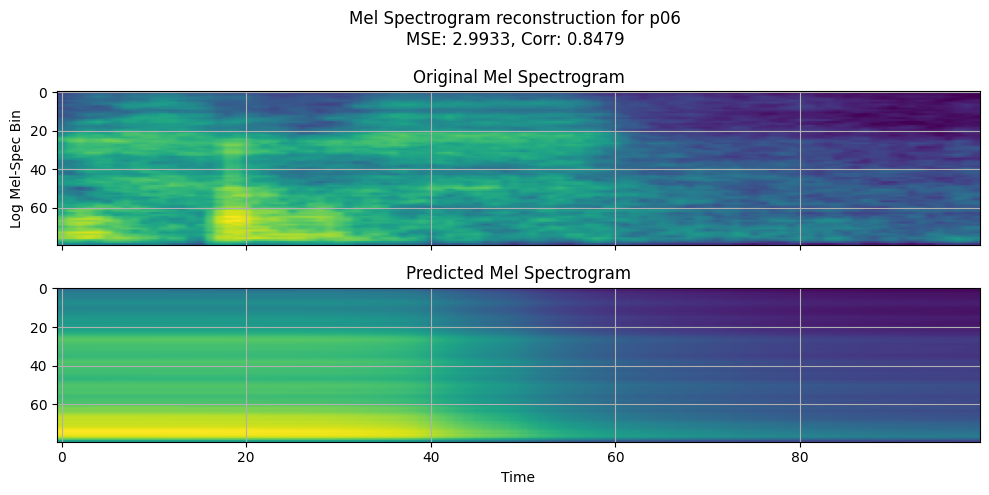 Mel Spectrogram reconstruction for p06
MSE: 2.9933, Corr: 0.8479
Original Mel Spectrogram
Log Mel-Spec Bin
0
20
40
60
Predicted Mel Spectrogram
0
20
40
60
0 20 40 60 80
Time